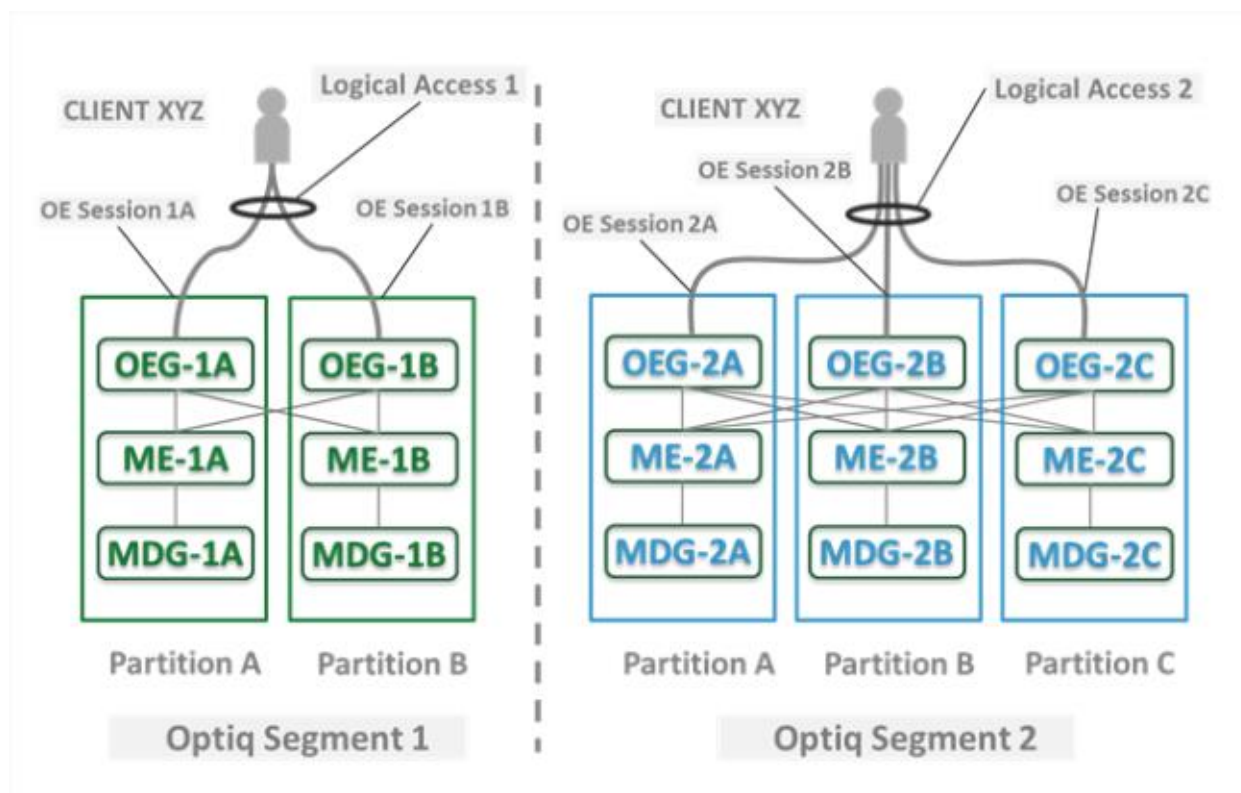 Logical Access 1
CLIENT XYZ
OE Session 1A
OE Session 1B
OEG-1A
OEG-1B
ME-1A
ME-1B
MDG-1A
MDG-1B
Partition A
Partition B
Optiq Segment 1
Logical Access 2
CLIENT XYZ
OE Session 2B
OE Session 2C
OE Session 2A
OEG-2A
OEG-2B
OEG-2C
ME-2A
ME-2B
ME-2C
MDG-2A
MDG-2B
MDG-2C
Partition A
Partition B
Partition C
Optiq Segment 2